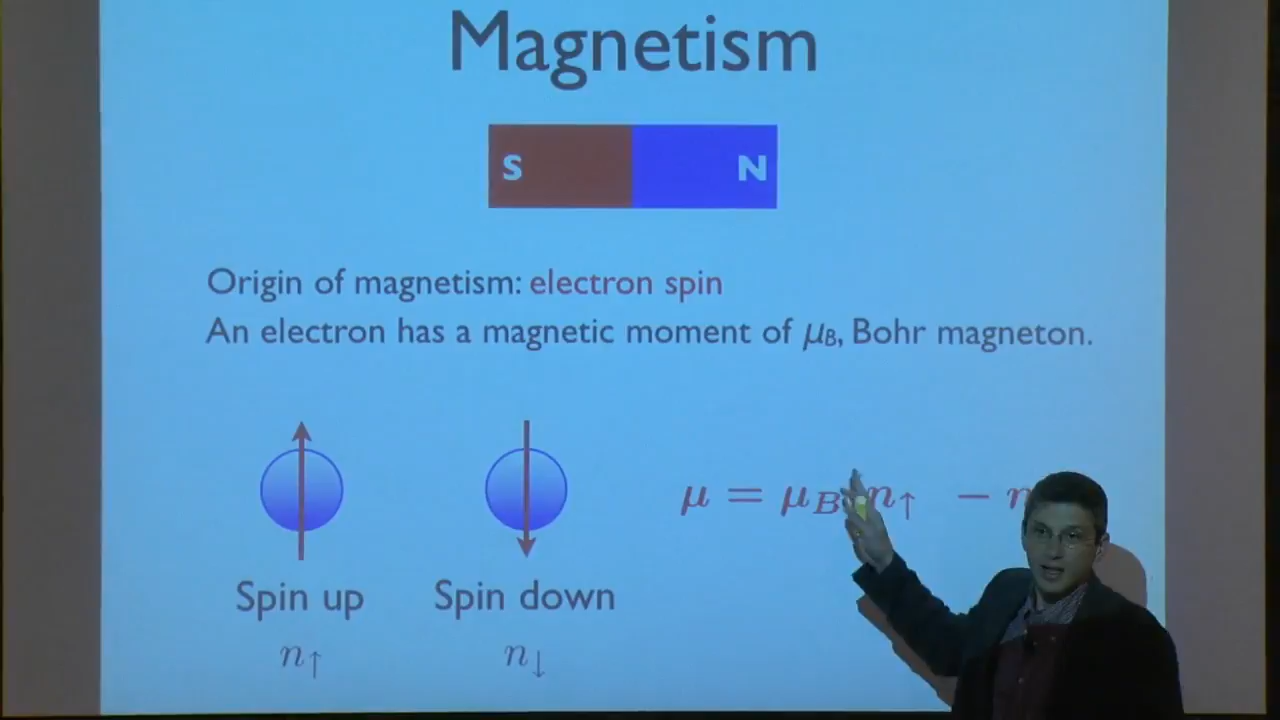 Magnetism
S N
Origin of magnetism: electron spin
An electron has a magnetic moment of μB, Bohr magneton.
μ = μB n↑ − n
Spin up Spin down
n↑ n↓